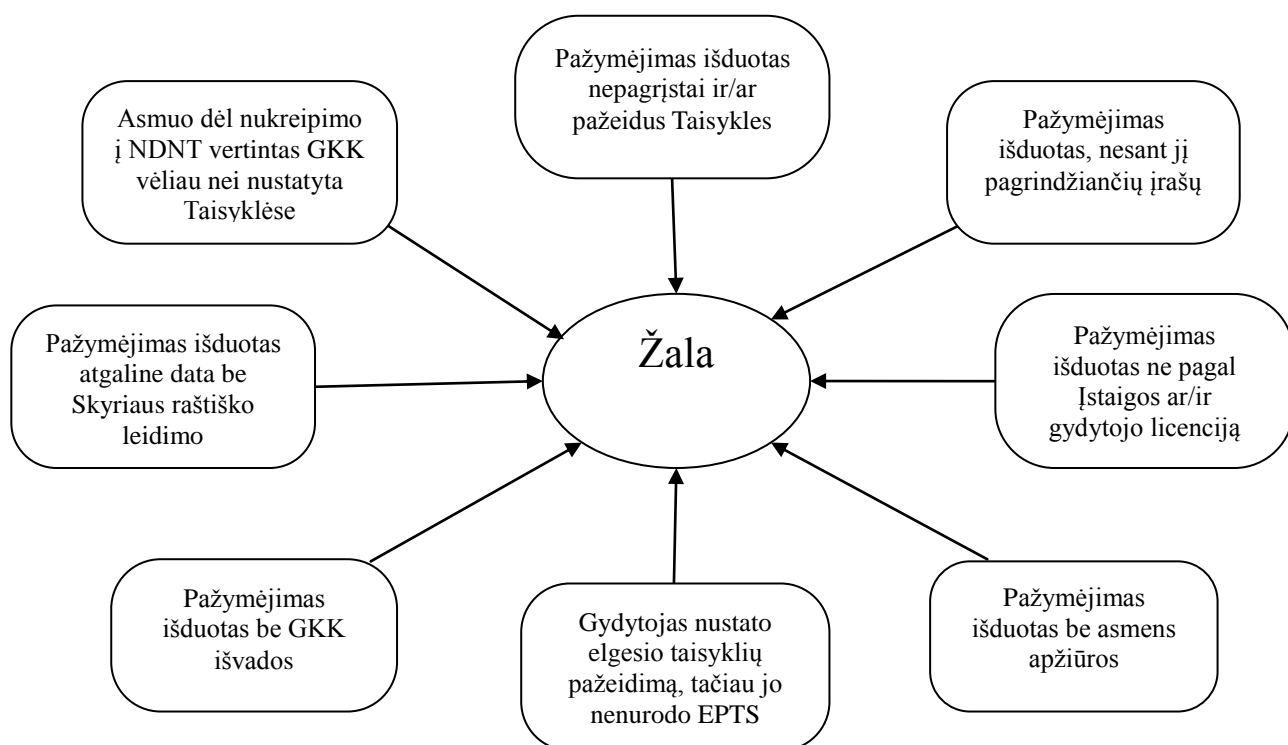 Pažymėjimas išduotas
nepagrįstai ir/ar
pažeidus Taisykles
Asmuo dėl nukreipimo
į NDNT vertintas GKK
vėliau nei nustatyta
Taisyklėse
Pažymėjimas
išduotas, nesant jį
pagrindžiančių įrašų
Žala
Pažymėjimas išduotas
atgaline data be
Skyriaus raštiško
leidimo
Pažymėjimas
išduotas ne pagal
Įstaigos ar/ir
gydytojo licenciją
Pažymėjimas
išduotas be GKK
išvados
Gydytojas nustato
elgesio taisyklių
pažeidimą, tačiau jo
nenurodo EPTS
Pažymėjimas
išduotas be asmens
apžiūros